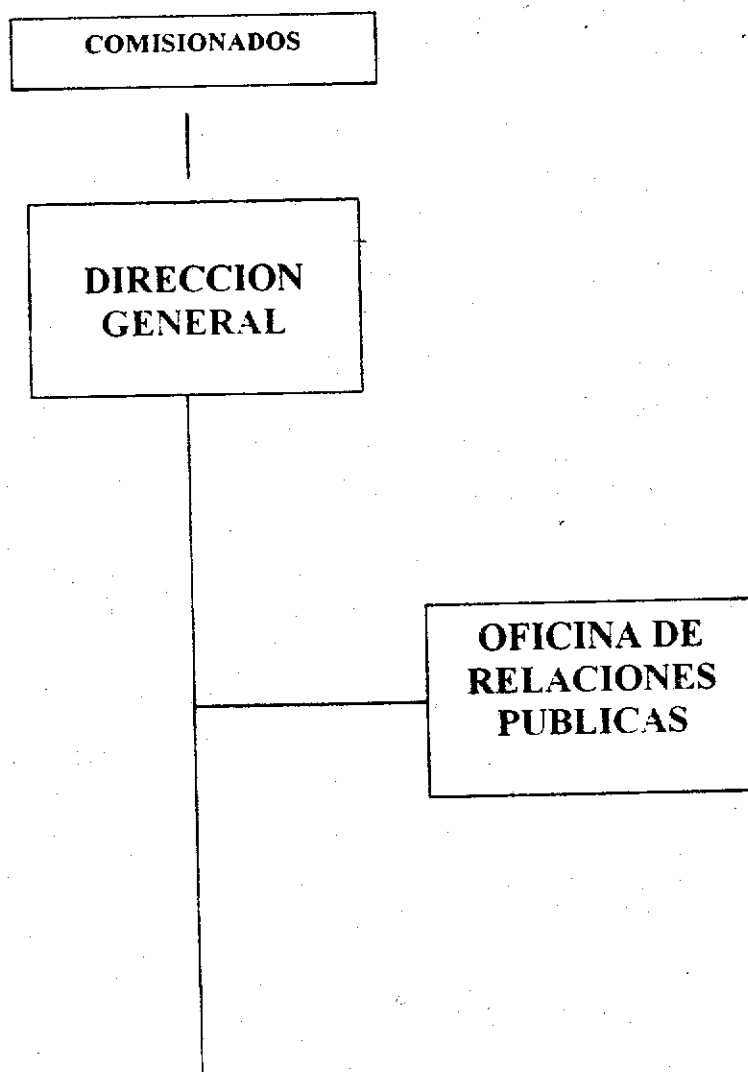 COMISIONADOS
DIRECCION
GENERAL
OFICINA DE
RELACIONES
PUBLICAS